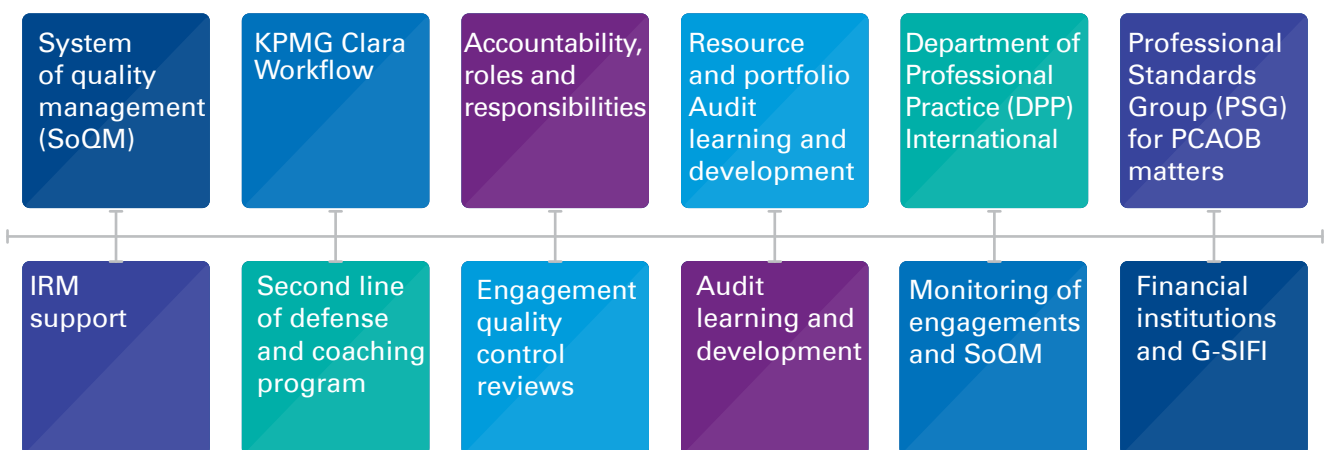 System
of quality
management
(SoQM)
KPMG Clara
Workflow
Accountability,
roles and
responsibilities
Resource
and portfolio
Audit
learning and
development
Department of
Professional
Practice (DPP)
International
Professional
Standards
Group (PSG)
for PCAOB
matters
IRM
support
Second line
of defense
and coaching
program
Engagement
quality
control
reviews
Audit
learning and
development
Monitoring of
engagements
and SoQM
Financial
institutions
and G-SIFI